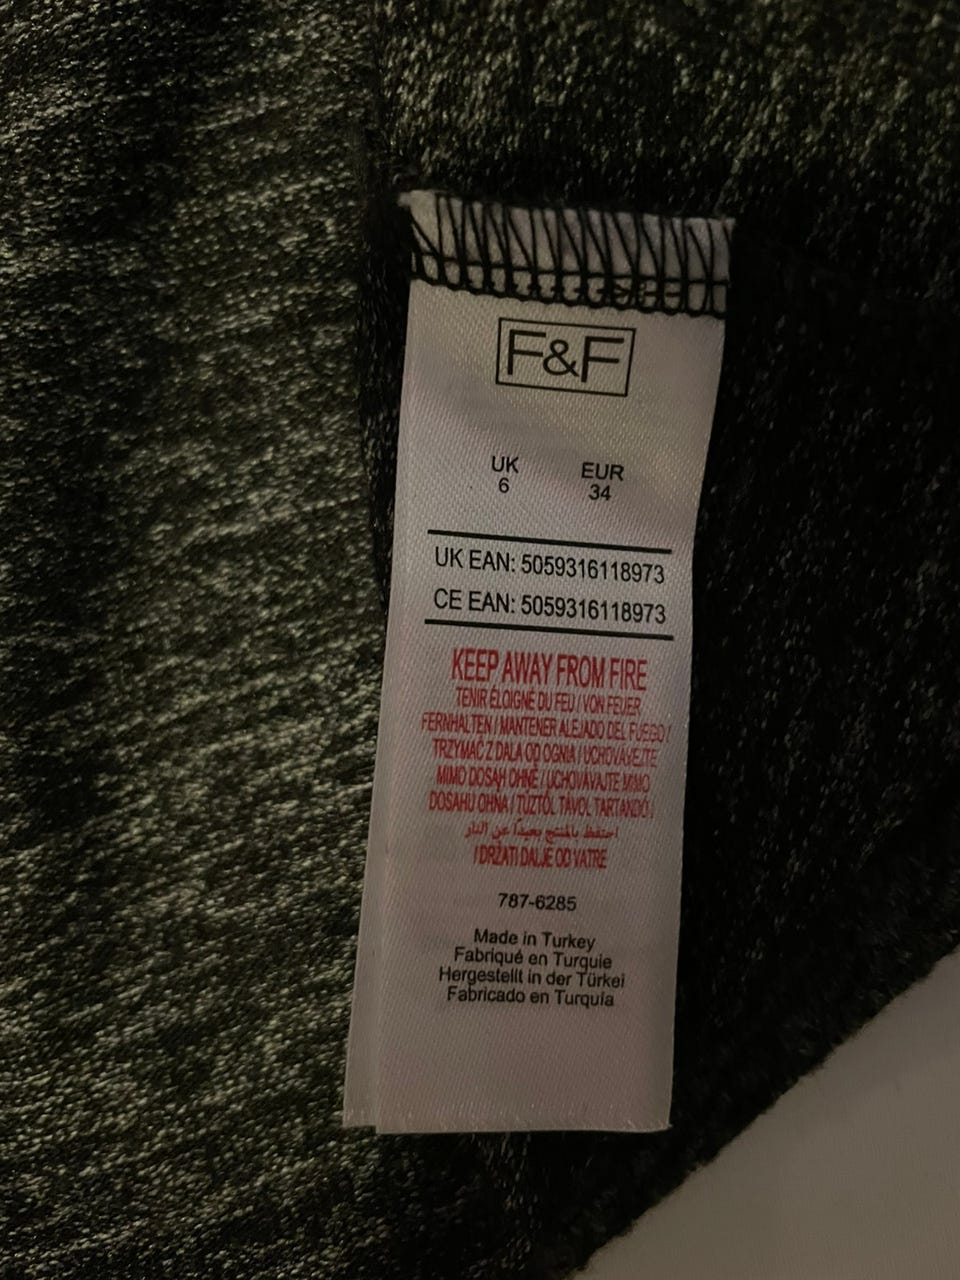 F&F
UK EUR
6 34
UK EAN: 5059316118973
CE EAN: 5059316118973
KEEP AWAY FROM FIRE
TENIR ÉLOIGNÉ DU FEU / VON FEUER
FERNHALTEN / MANTENER ALEJADO DEL FUEGO /
TRZYMAĆ Z DALA OD OGNIA / UCHOVÁVEJTE
MIMO DOSAH OHNĚ / UCHOVÁVAJTE MIMO
DOSAHU OHŇA / TŰZTŐL TÁVOL TARTANDÓ /
احتفظ بالمنتج بعيداً عن النار
/ DRŽATI DALJE OD VATRE
787-6285
Made in Turkey
Fabriqué en Turquie
Hergestellt in der Türkei
Fabricado en Turquía